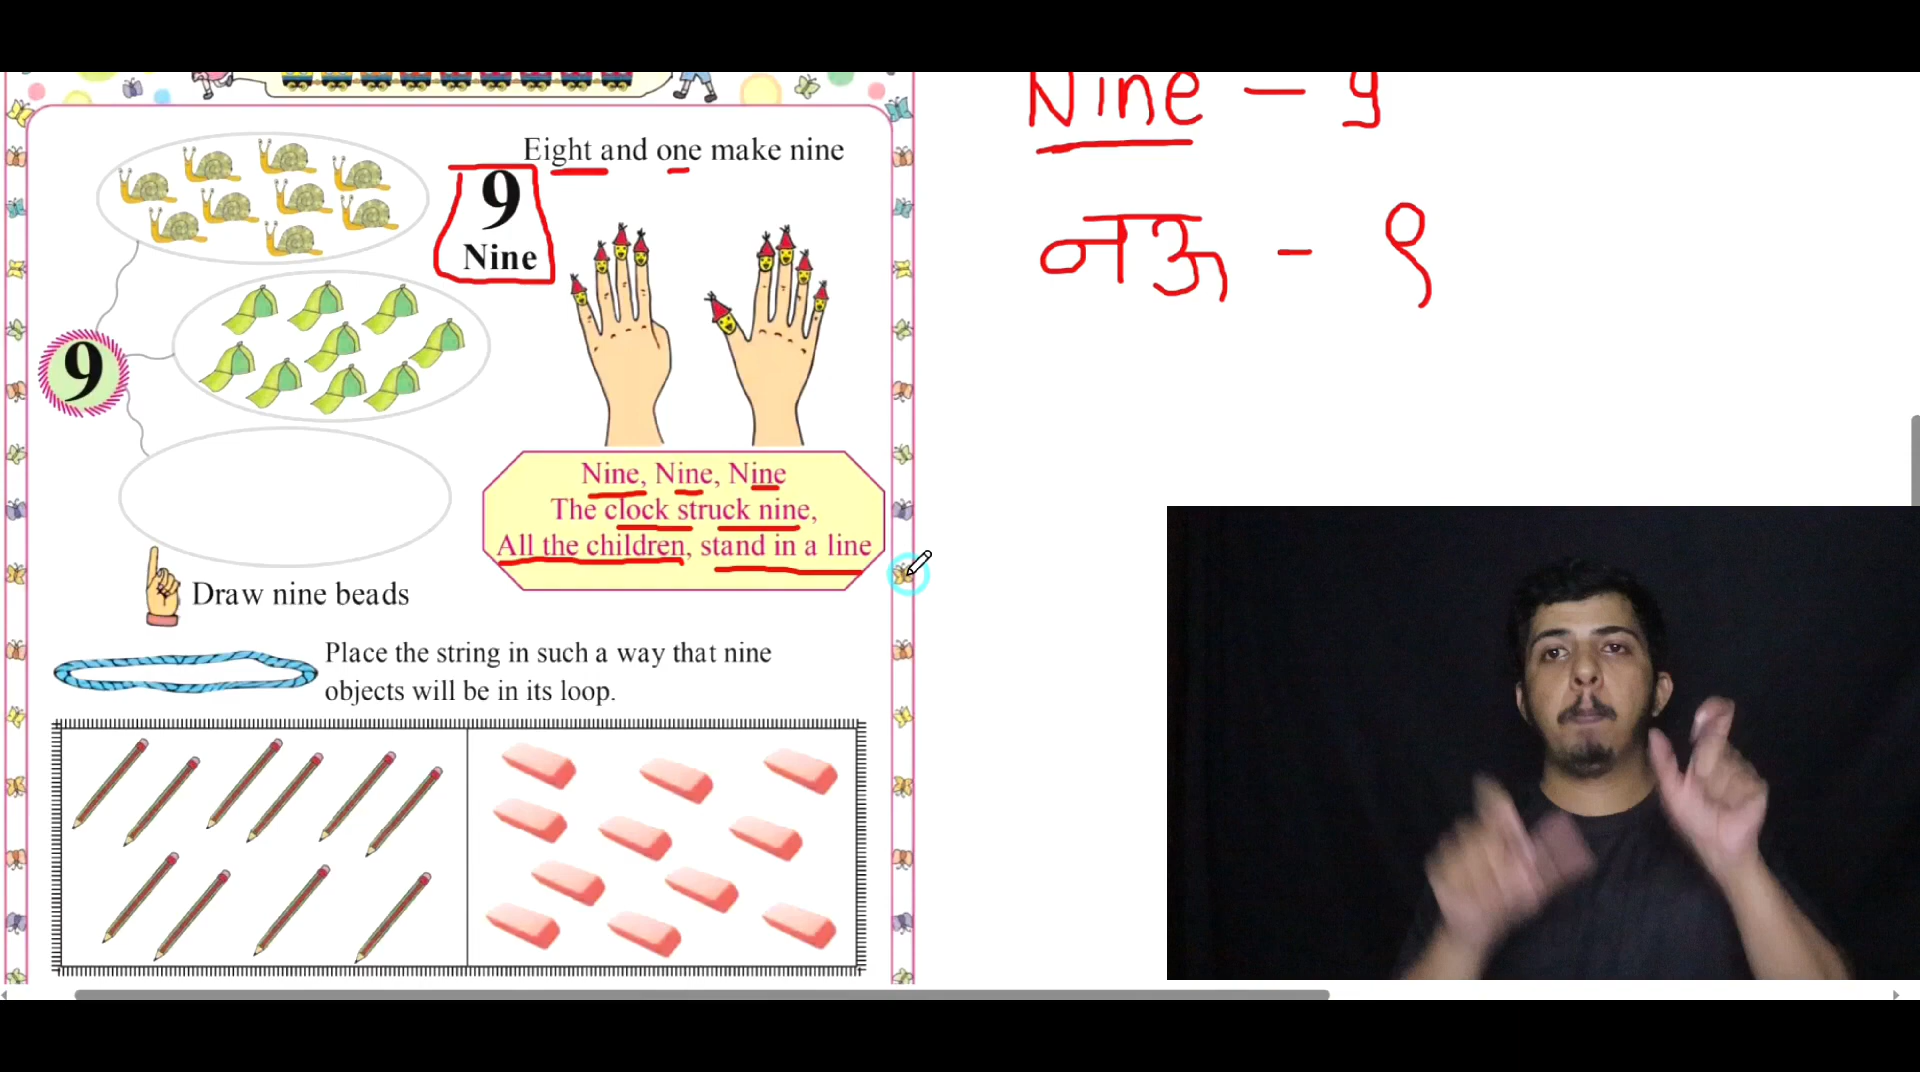 Eight and one make nine
9
Nine
9
Nine, Nine, Nine
The clock struck nine,
All the children, stand in a line
Draw nine beads
Place the string in such a way that nine
objects will be in its loop.
Nine - 9
नऊ - ९